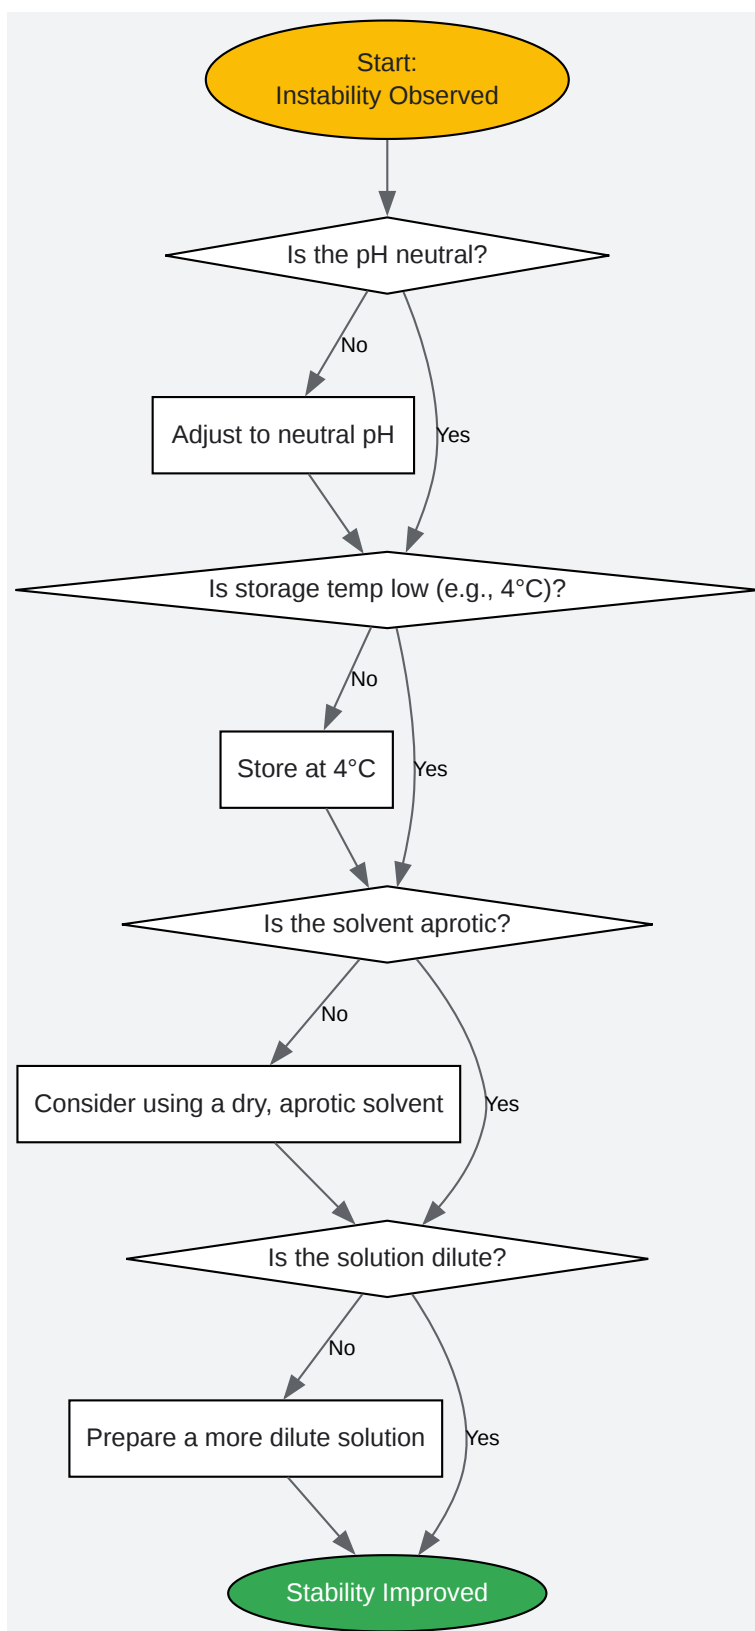 Start:
Instability Observed
Is the pH neutral?
No
Adjust to neutral pH
Yes
Is storage temp low (e.g., 4°C)?
No
Store at 4°C
Yes
Is the solvent aprotic?
No
Consider using a dry, aprotic solvent
Yes
Is the solution dilute?
No
Prepare a more dilute solution
Yes
Stability Improved